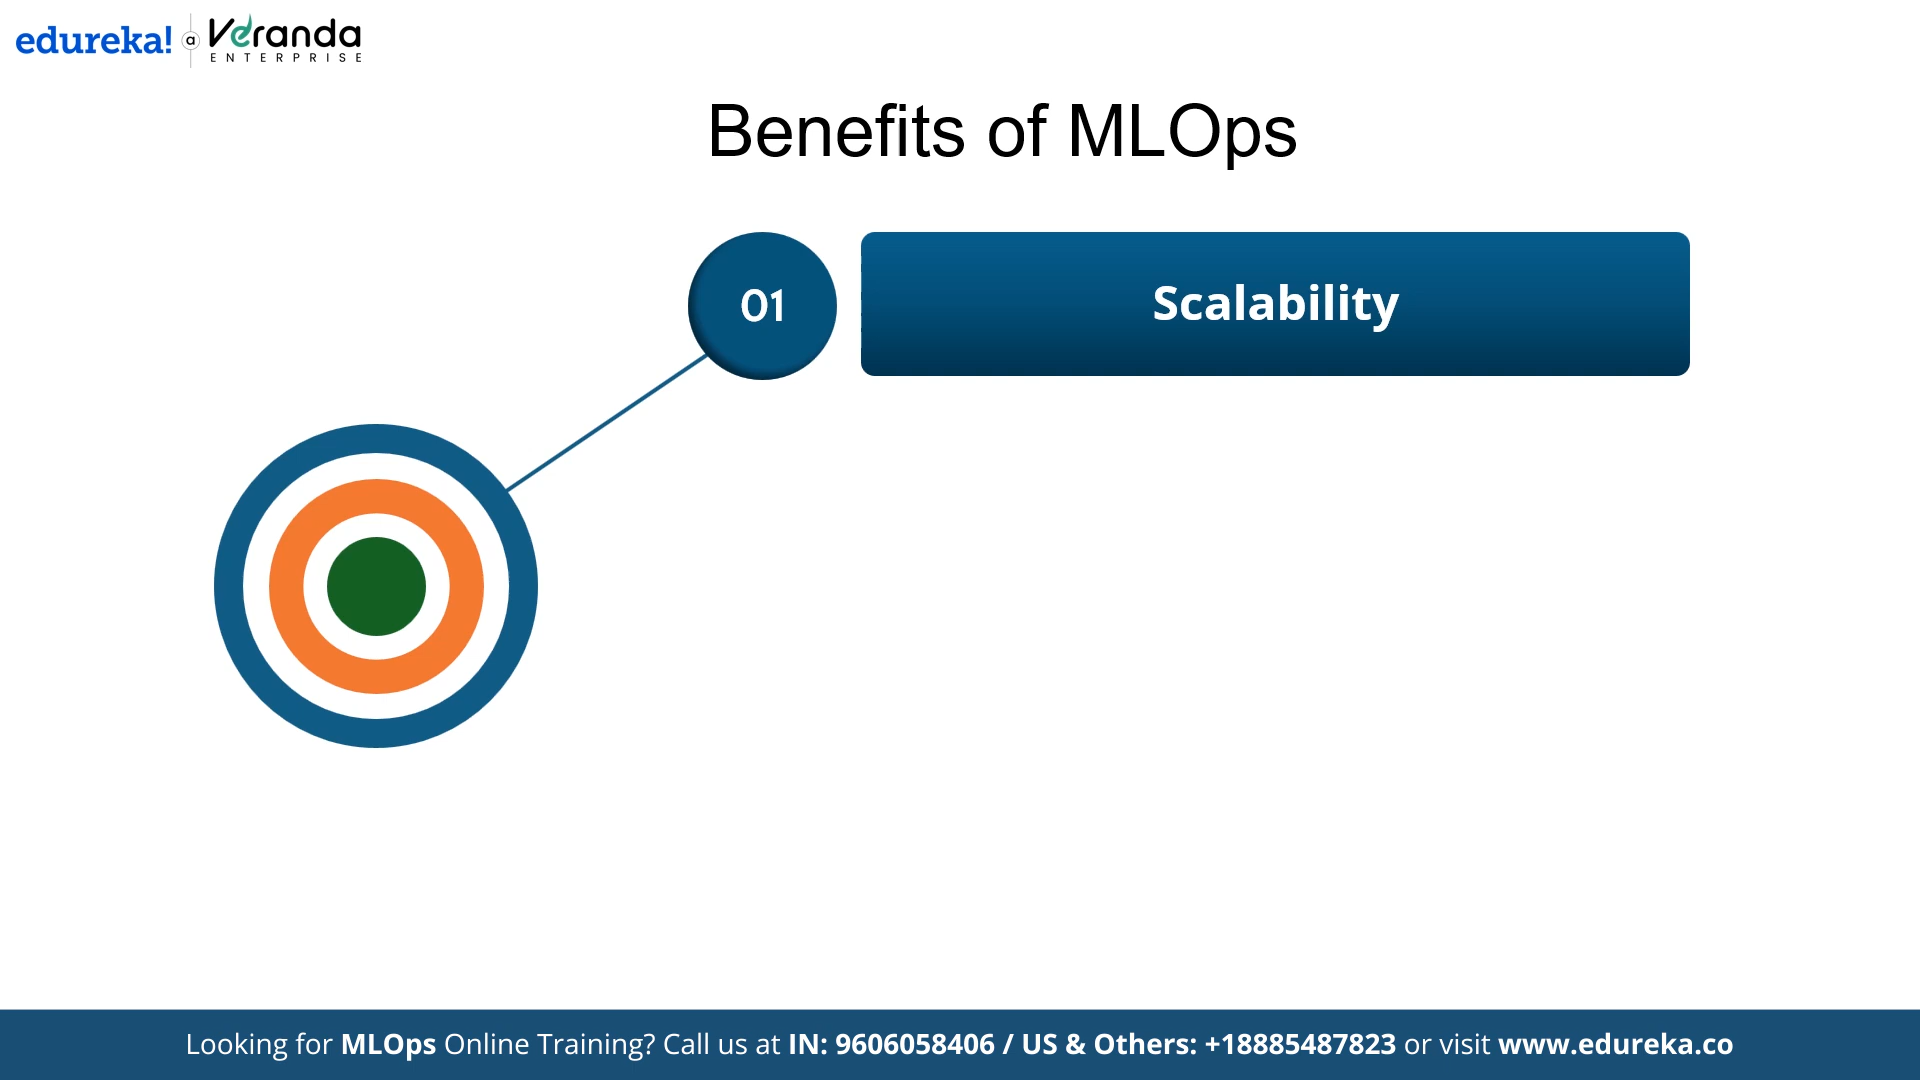 edureka! a Veranda
ENTERPRISE
Benefits of MLOps
01 Scalability
Looking for MLOps Online Training? Call us at IN: 9606058406 / US & Others: +18885487823 or visit www.edureka.co